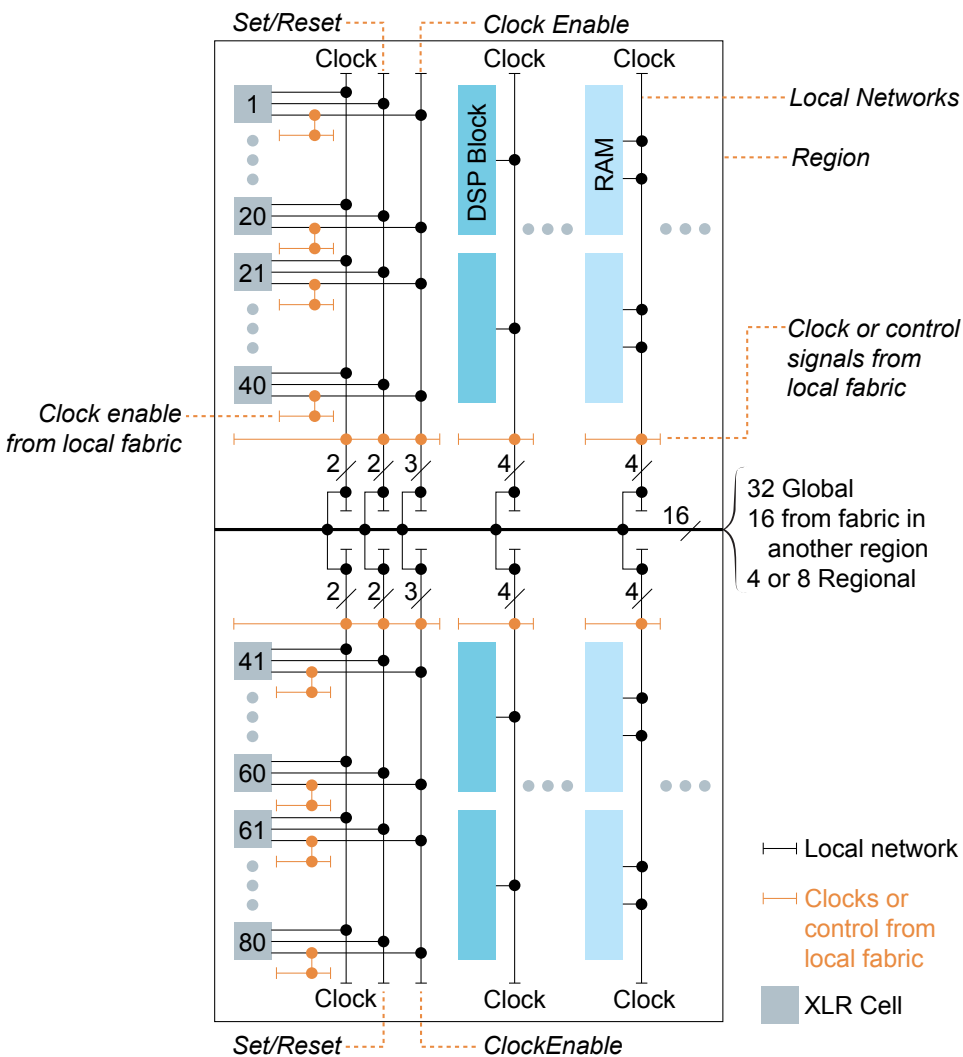 Set/Reset
Clock Enable
Clock
Clock
Clock
1
DSP Block
RAM
Local Networks
Region
20
21
40
Clock or control
signals from
local fabric
Clock enable
from local fabric
2 2 3 4 4
16
32 Global
16 from fabric in
another region
4 or 8 Regional
2 2 3 4 4
41
60
61
80
Local network
Clocks or
control from
local fabric
XLR Cell
Clock
Clock
Clock
Set/Reset
ClockEnable